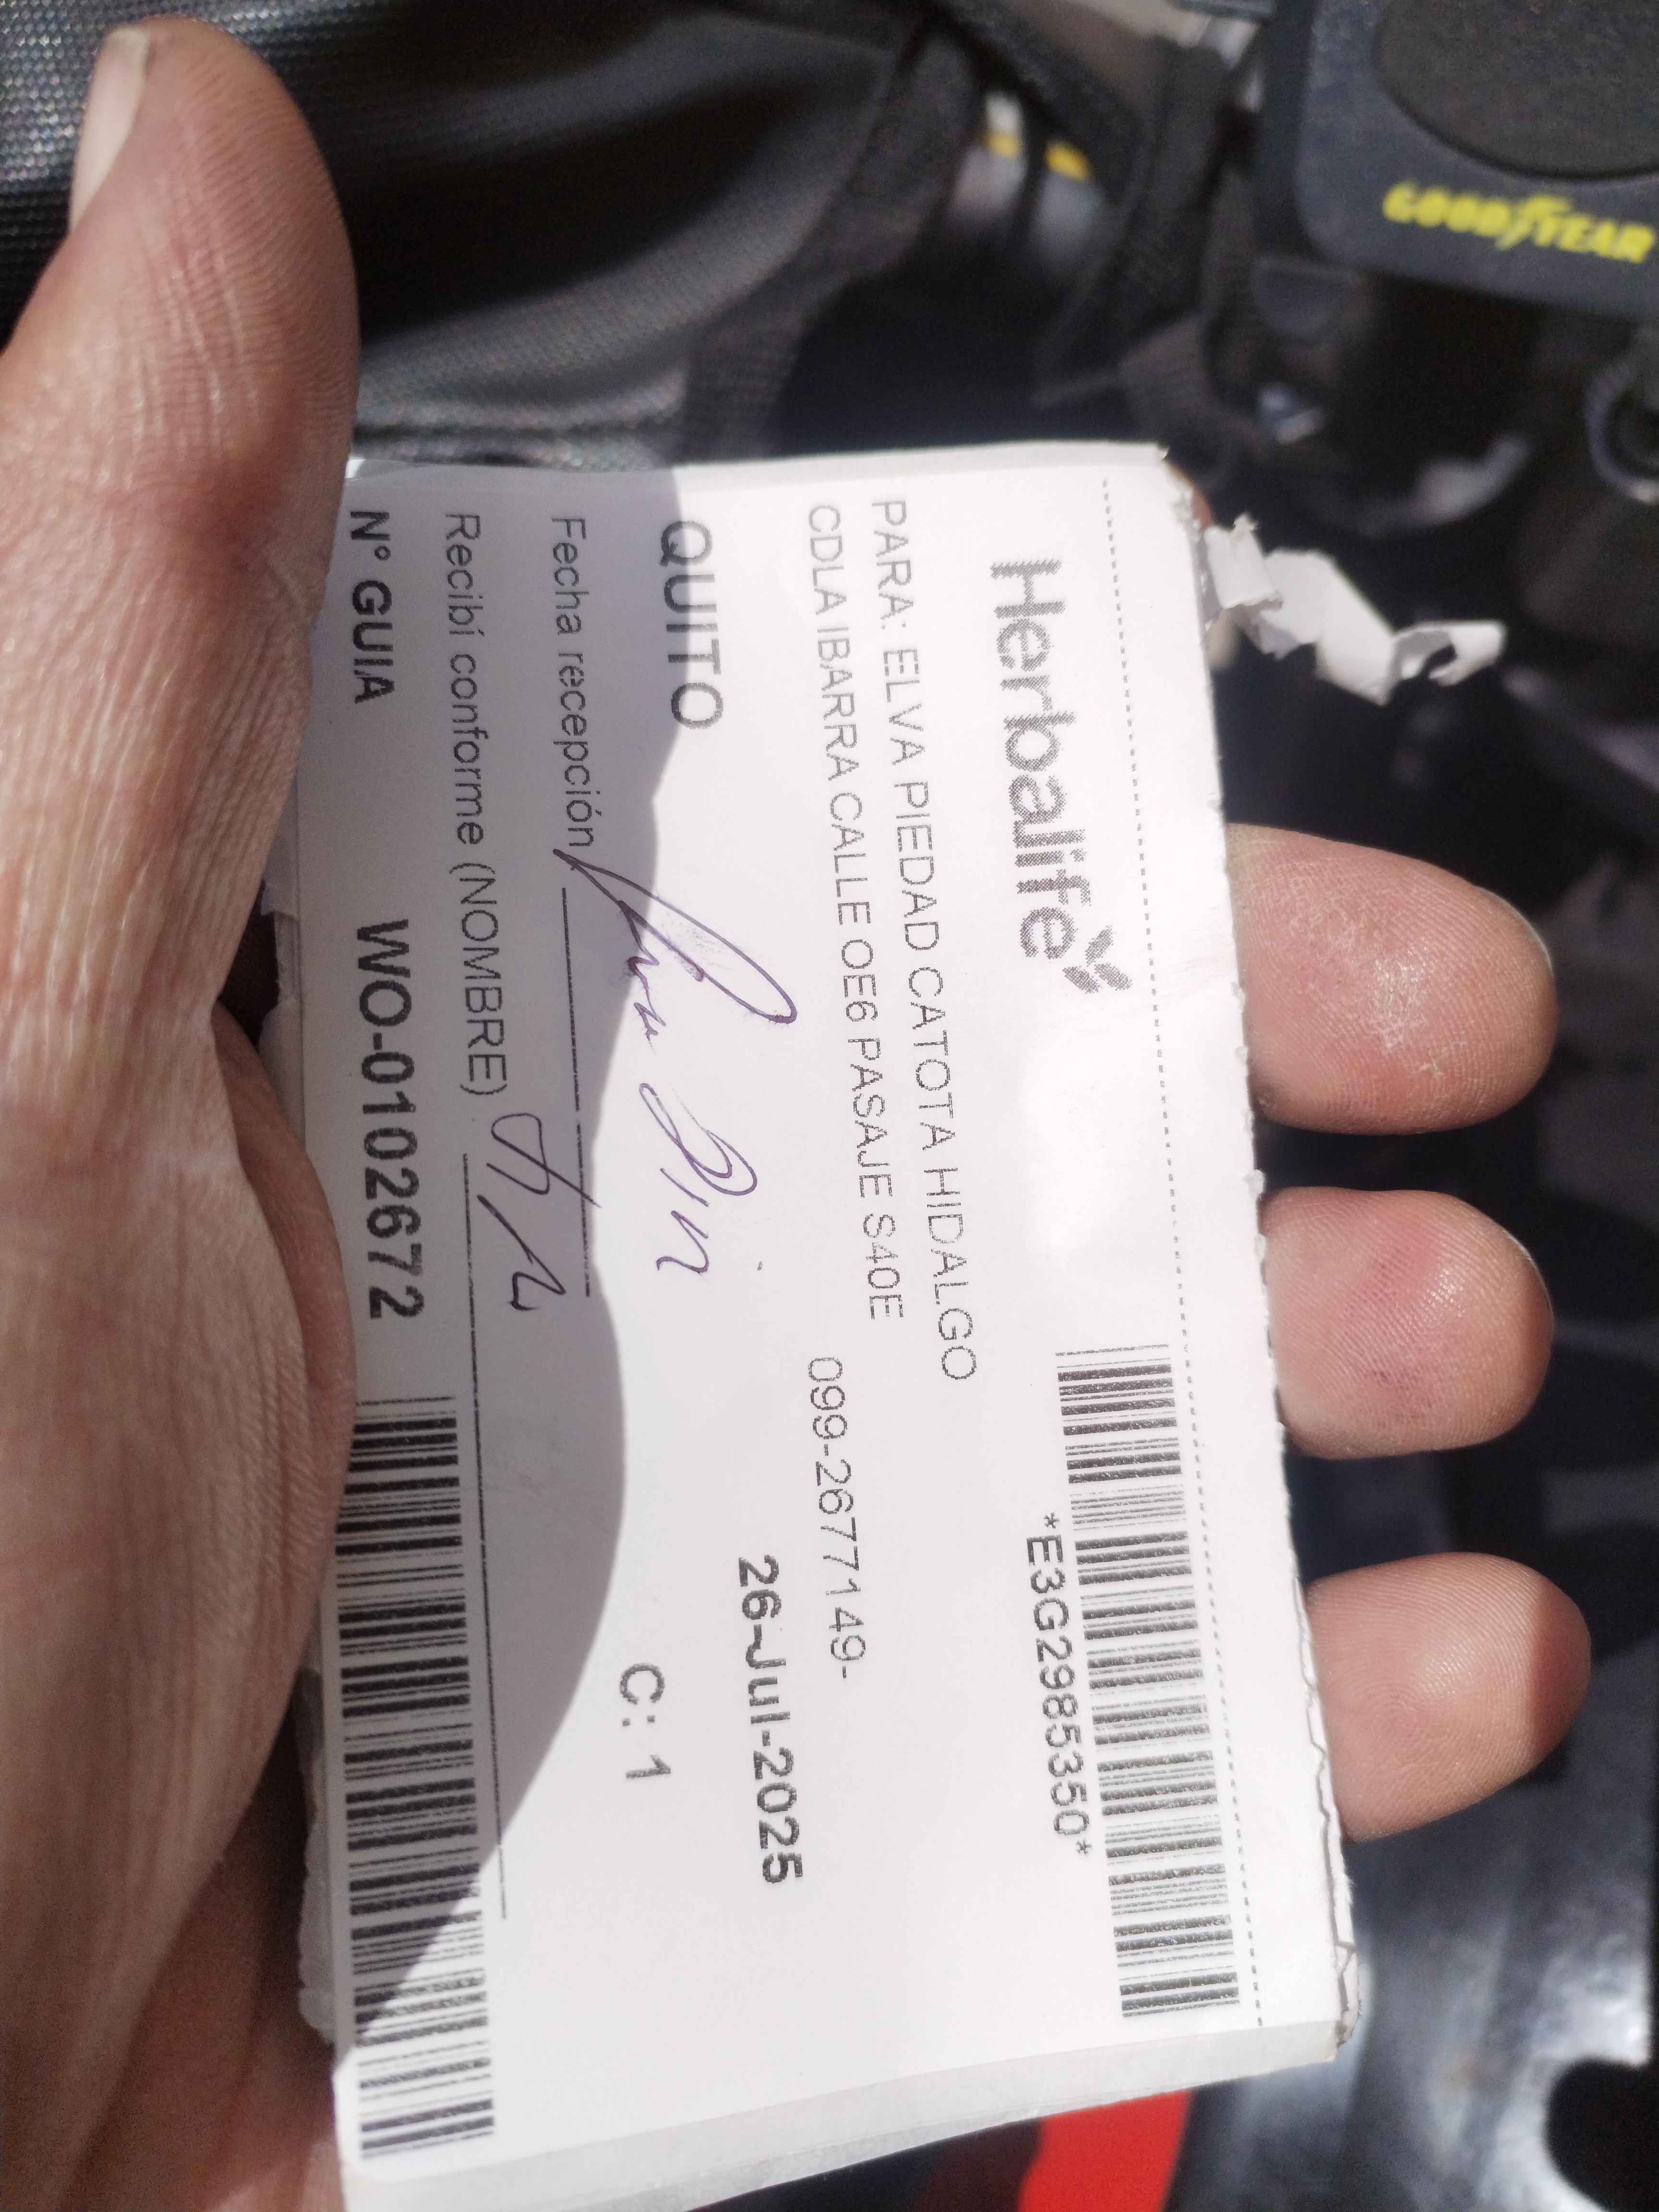 Herbalife
*E3G2985350*
PARA: ELVA PIEDAD CATOTA HIDALGO
CDLA IBARRA CALLE OE6 PASAJE S40E
099-2677149-
26-Jul-2025
QUITO
C: 1
Fecha recepción
Recibí conforme (NOMBRE)
N° GUIA WO-0102672
GOODYEAR